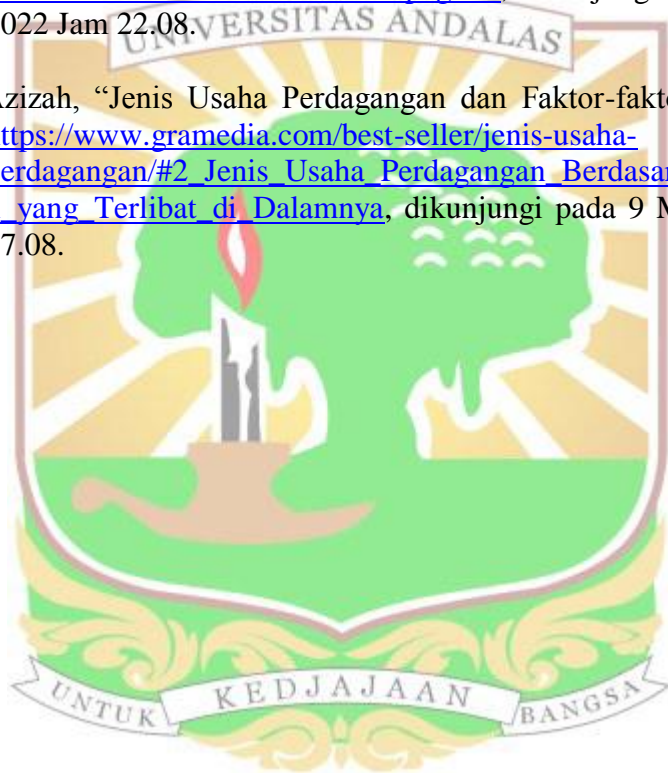 022 Jam 22.08.
UNIVERSITAS ANDALAS
Azizah, “Jenis Usaha Perdagangan dan Faktor-fakto
ttps://www.gramedia.com/best-seller/jenis-usaha-
erdagangan/#2_Jenis_Usaha_Perdagangan_Berdasar
_yang_Terlibat_di_Dalamnya, dikunjungi pada 9 M
7.08.
UNTUK KEDJAJAAN BANGSA